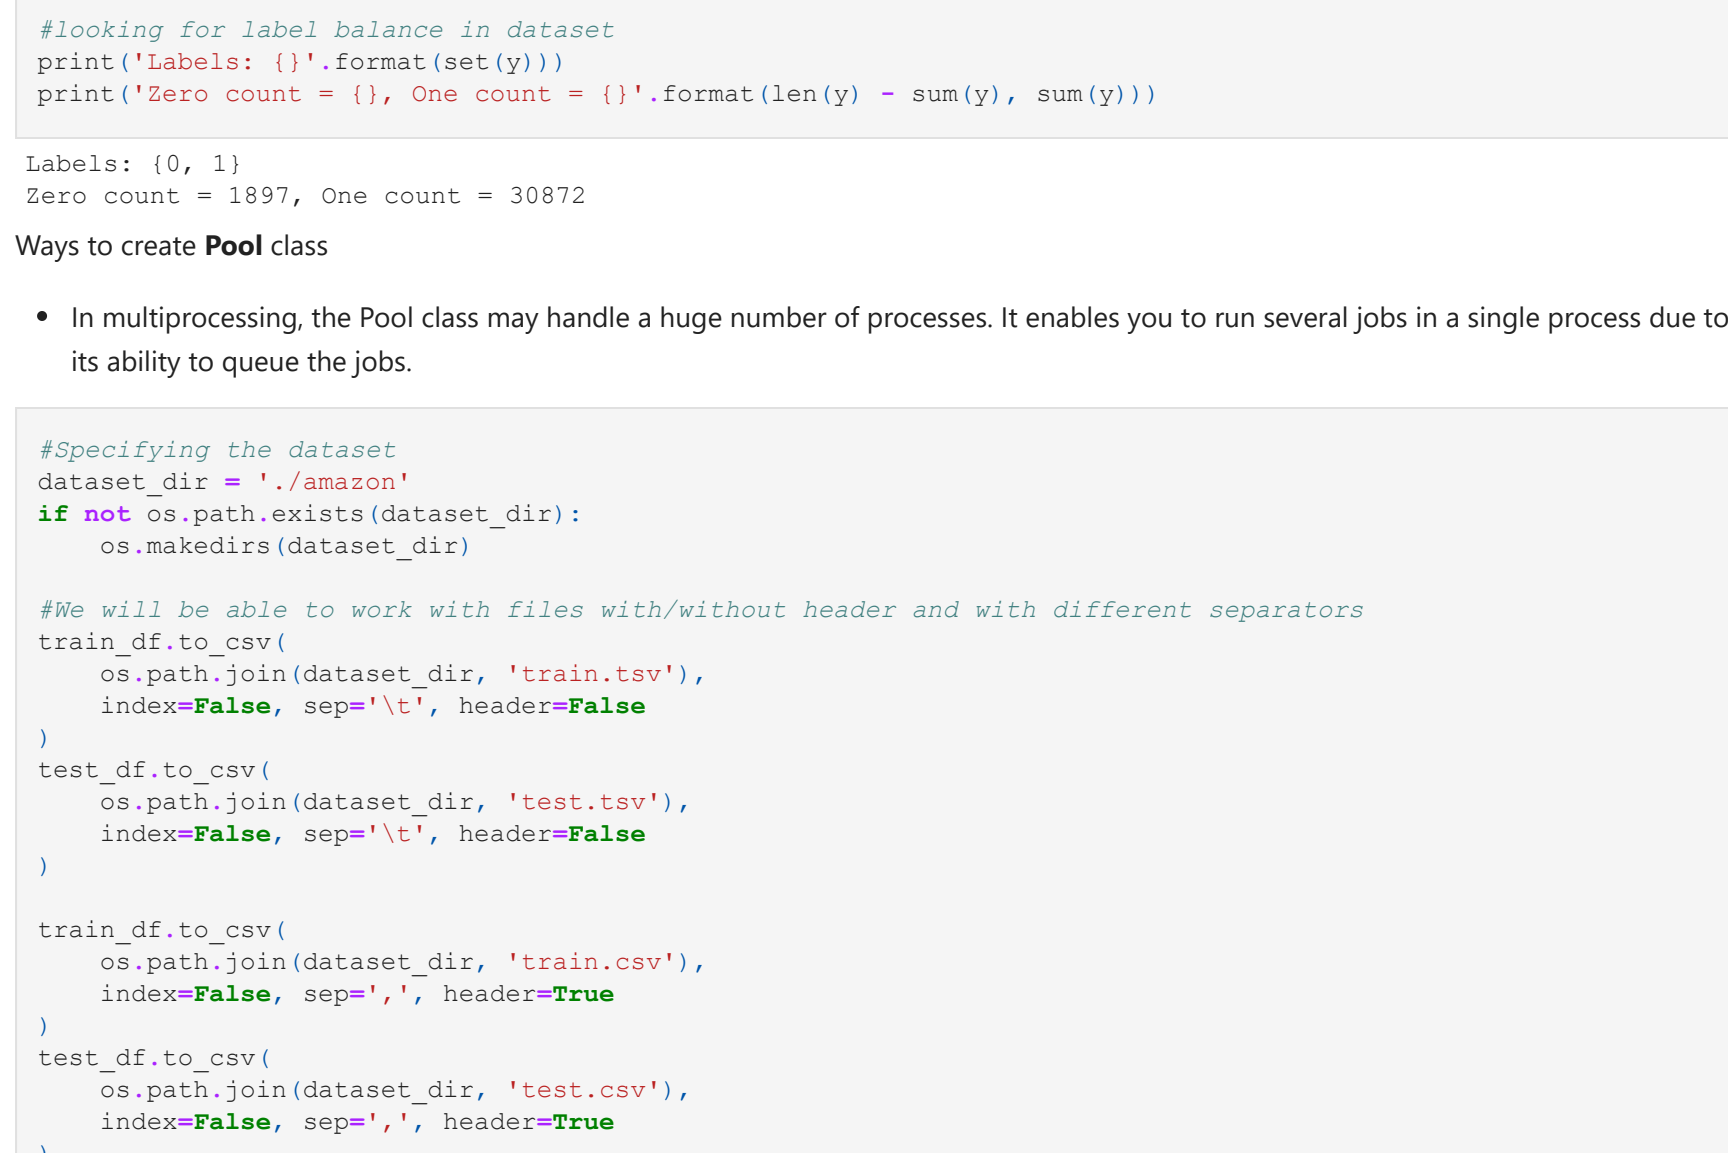 #looking for label balance in dataset
print('Labels: {}'.format(set(y)))
print('Zero count = {}, One count = {}'.format(len(y) - sum(y), sum(y)))
Labels: {0, 1}
Zero count = 1897, One count = 30872
Ways to create Pool class
• In multiprocessing, the Pool class may handle a huge number of processes. It enables you to run several jobs in a single process due to
its ability to queue the jobs.
#Specifying the dataset
dataset_dir = './amazon'
if not os.path.exists(dataset_dir):
    os.makedirs(dataset_dir)
#We will be able to work with files with/without header and with different separators
train_df.to_csv(
    os.path.join(dataset_dir, 'train.tsv'),
    index=False, sep='\t', header=False
)
test_df.to_csv(
    os.path.join(dataset_dir, 'test.tsv'),
    index=False, sep='\t', header=False
)
train_df.to_csv(
    os.path.join(dataset_dir, 'train.csv'),
    index=False, sep=',', header=True
)
test_df.to_csv(
    os.path.join(dataset_dir, 'test.csv'),
    index=False, sep=',', header=True
)